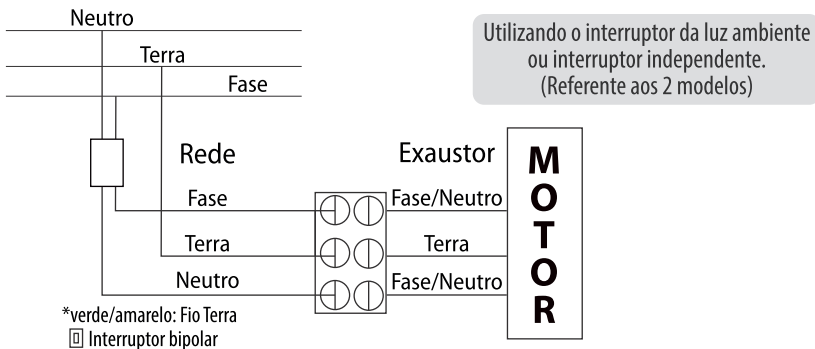 Neutro
Terra
Fase
Utilizando o interruptor da luz ambiente
ou interruptor independente.
(Referente aos 2 modelos)
Rede
Exaustor
Fase
Fase/Neutro
Terra
Terra
Neutro
Fase/Neutro
MOTOR
*verde/amarelo: Fio Terra
Interruptor bipolar